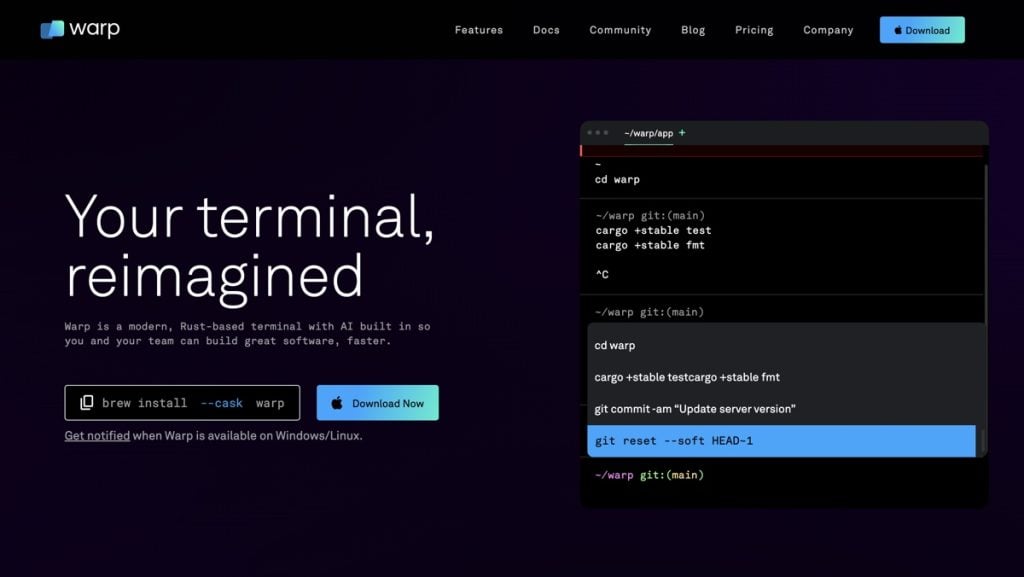 warp
Features
Docs
Community
Blog
Pricing
Company
Download
Your terminal,
reimagined
Warp is a modern, Rust-based terminal with AI built in so
you and your team can build great software, faster.
brew install --cask warp
Download Now
Get notified when Warp is available on Windows/Linux.
~/warp/app +
~
cd warp
~/warp git:(main)
cargo +stable test
cargo +stable fmt
^C
~/warp git:(main)
cd warp
cargo +stable testcargo +stable fmt
git commit -am “Update server version”
git reset --soft HEAD~1
~/warp git:(main)